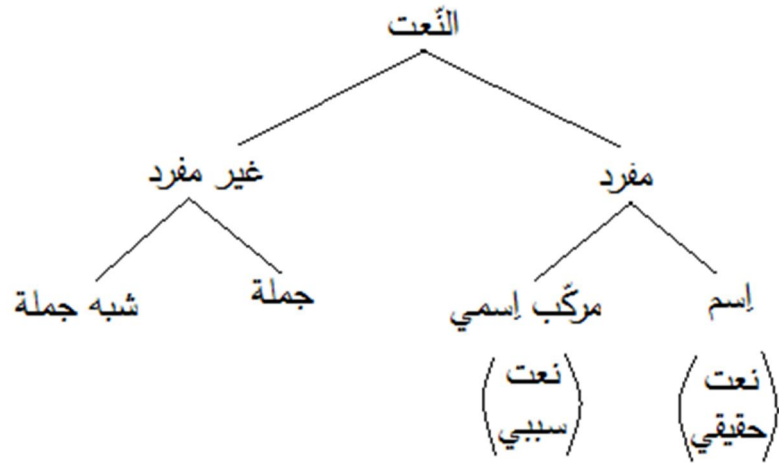 النّعت
مفرد
غير مفرد
إسم
مركّب إسمي
جملة
شبه جملة
نعت
حقيقي
نعت
سببي